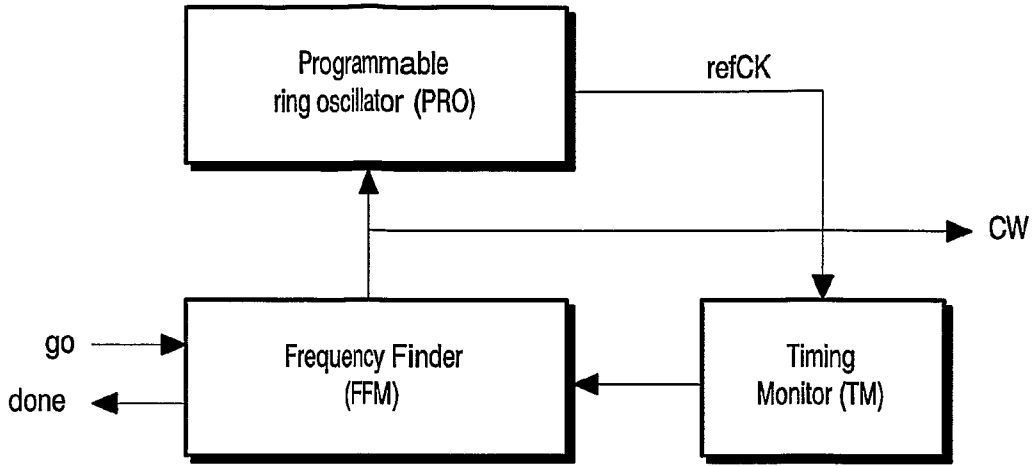 Programmable
ring oscillator (PRO)
refCK
CW
go
done
Frequency Finder
(FFM)
Timing
Monitor (TM)